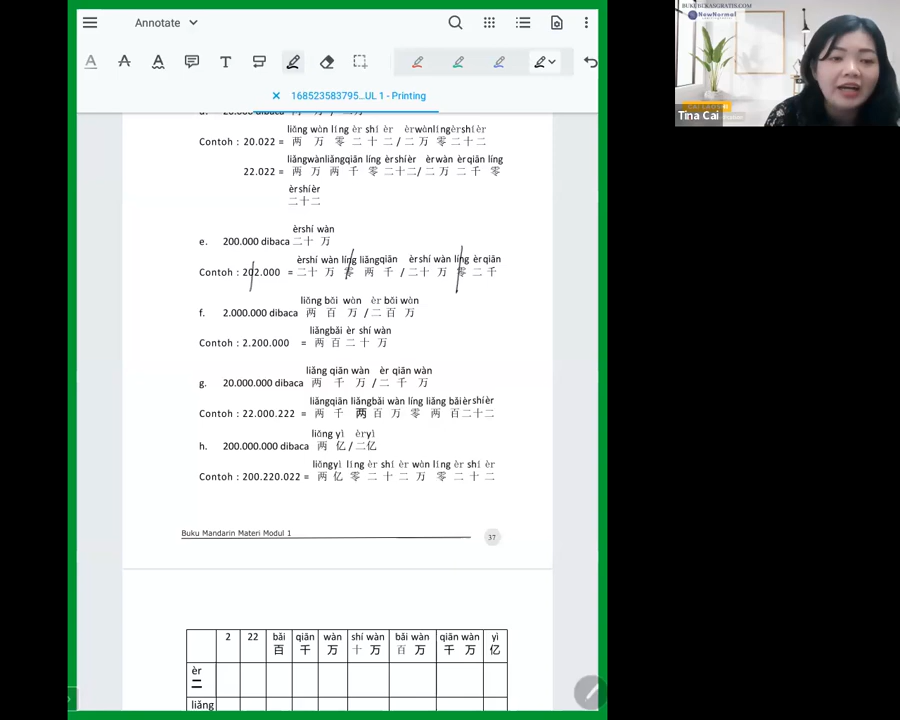 Annotate
168523583795…UL 1 - Printing
BUKEDIKASGRATIS.COM
NewNormal
Tina Cai
liǎng wàn líng èr shí èr èrwànlíngèrshíèr
Contoh : 20.022 = 两 万 零 二 十 二 / 二 万 零 二 十 二
liǎngwànliǎngqiān líng èrshíèr èrwàn èrqiān líng
22.022 = 两 万 两 千 零 二十二/ 二 万 二 千 零
èrshíèr
二十二
èrshí wàn
e. 200.000 dibaca 二十 万
èrshí wàn líng liǎngqiān èrshí wàn líng èrqiān
Contoh : 202.000 = 二十 万 零 两 千 / 二十 万 零 二 千
liǎng bǎi wàn èr bǎi wàn
f. 2.000.000 dibaca 两 百 万 / 二 百 万
liǎngbǎi èr shí wàn
Contoh : 2.200.000 = 两 百 二 十 万
liǎng qiān wàn èr qiān wàn
g. 20.000.000 dibaca 两 千 万 / 二 千 万
liǎngqiān liǎngbǎi wàn líng liǎng bǎièrshíèr
Contoh : 22.000.222 = 两 千 两 百 万 零 两 百二十二
liǎng yì èryì
h. 200.000.000 dibaca 两 亿 / 二亿
liǎngyì líng èr shí èr wàn líng èr shí èr
Contoh : 200.220.022 = 两 亿 零 二 十 二 万 零 二 十 二
Buku Mandarin Materi Modul 1
37
2 22 bǎi qiān wàn shí wàn bǎi wàn qiān wàn yì
百 千 万 十 万 百 万 千 万 亿
èr
二
liǎng